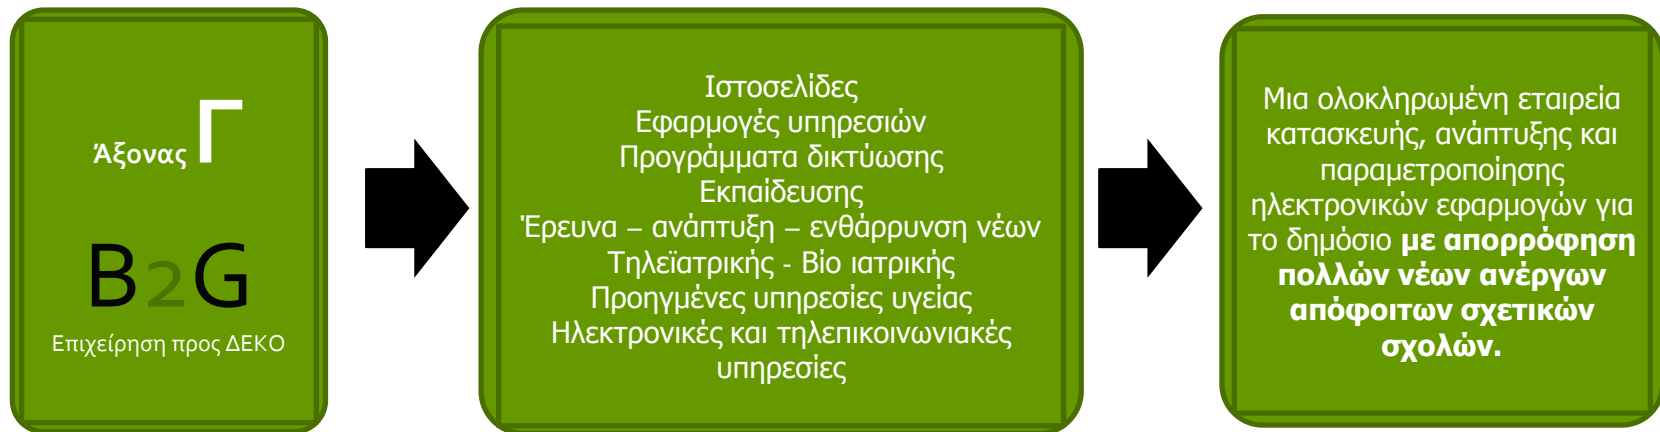 Άξονας Γ
B2G
Επιχείρηση προς ΔΕΚΟ
Ιστοσελίδες
Εφαρμογές υπηρεσιών
Προγράμματα δικτύωσης
Εκπαίδευσης
Έρευνα – ανάπτυξη – ενθάρρυνση νέων
Τηλεϊατρικής - Βίο ιατρικής
Προηγμένες υπηρεσίες υγείας
Ηλεκτρονικές και τηλεπικοινωνιακές
υπηρεσίες
Μια ολοκληρωμένη εταιρεία
κατασκευής, ανάπτυξης και
παραμετροποίησης
ηλεκτρονικών εφαρμογών για
το δημόσιο με απορρόφηση
πολλών νέων ανέργων
απόφοιτων σχετικών
σχολών.